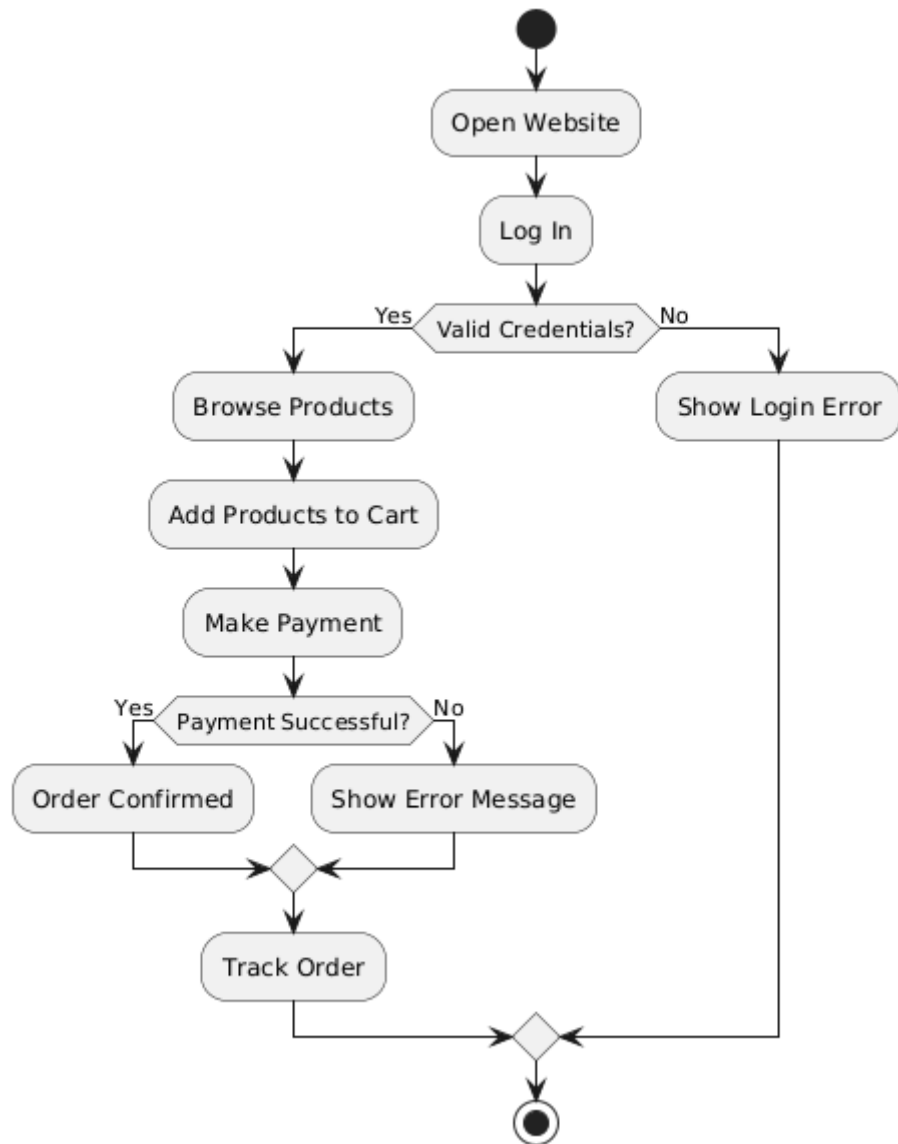 Open Website
Log In
Yes
Valid Credentials?
No
Browse Products
Show Login Error
Add Products to Cart
Make Payment
Yes
Payment Successful?
No
Order Confirmed
Show Error Message
Track Order